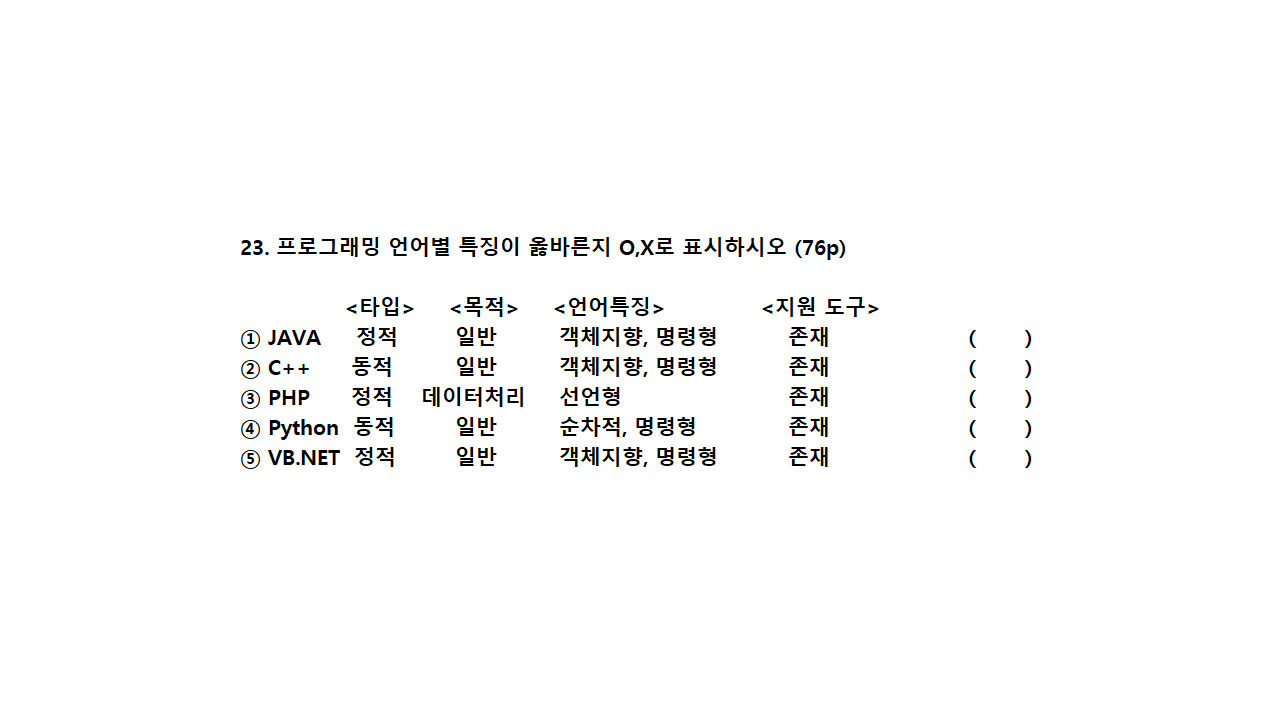 23. 프로그래밍 언어별 특징이 옳바른지 O,X로 표시하시오 (76p)
<타입> <목적> <언어특징> <지원 도구>
① JAVA 정적 일반 객체지향, 명령형 존재 ( )
② C++ 동적 일반 객체지향, 명령형 존재 ( )
③ PHP 정적 데이터처리 선언형 존재 ( )
④ Python 동적 일반 순차적, 명령형 존재 ( )
⑤ VB.NET 정적 일반 객체지향, 명령형 존재 ( )